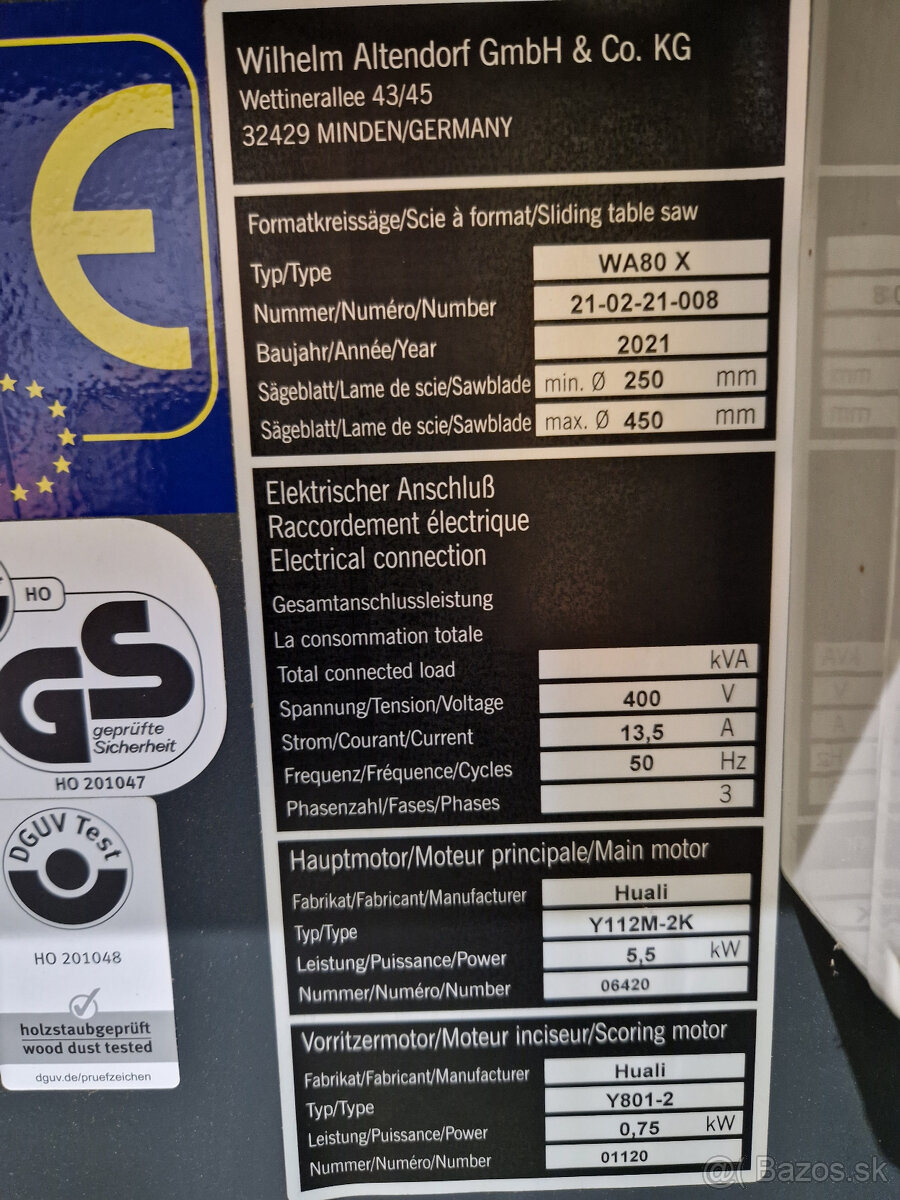 Wilhelm Altendorf GmbH & Co. KG
Wettinerallee 43/45
32429 MINDEN/GERMANY
Formatkreissäge/Scie à format/Sliding table saw
Typ/Type WA80 X
Nummer/Numéro/Number 21-02-21-008
Baujahr/Année/Year 2021
Sägeblatt/Lame de scie/Sawblade min. Ø 250 mm
Sägeblatt/Lame de scie/Sawblade max. Ø 450 mm
Elektrischer Anschluß
Raccordement électrique
Electrical connection
Gesamtanschlussleistung
La consommation totale
Total connected load kVA
Spannung/Tension/Voltage 400 V
Strom/Courant/Current 13,5 A
Frequenz/Fréquence/Cycles 50 Hz
Phasenzahl/Fases/Phases 3
Hauptmotor/Moteur principale/Main motor
Fabrikat/Fabricant/Manufacturer Huali
Typ/Type Y112M-2K
Leistung/Puissance/Power 5,5 kW
Nummer/Numéro/Number 06420
Vorritzermotor/Moteur inciseur/Scoring motor
Fabrikat/Fabricant/Manufacturer Huali
Typ/Type Y801-2
Leistung/Puissance/Power 0,75 kW
Nummer/Numéro/Number 01120
E
HO
GS
geprüfte
Sicherheit
HO 201047
DGUV Test
HO 201048
holzstaubgeprüft
wood dust tested
dguv.de/pruefzeichen
Bazos.sk